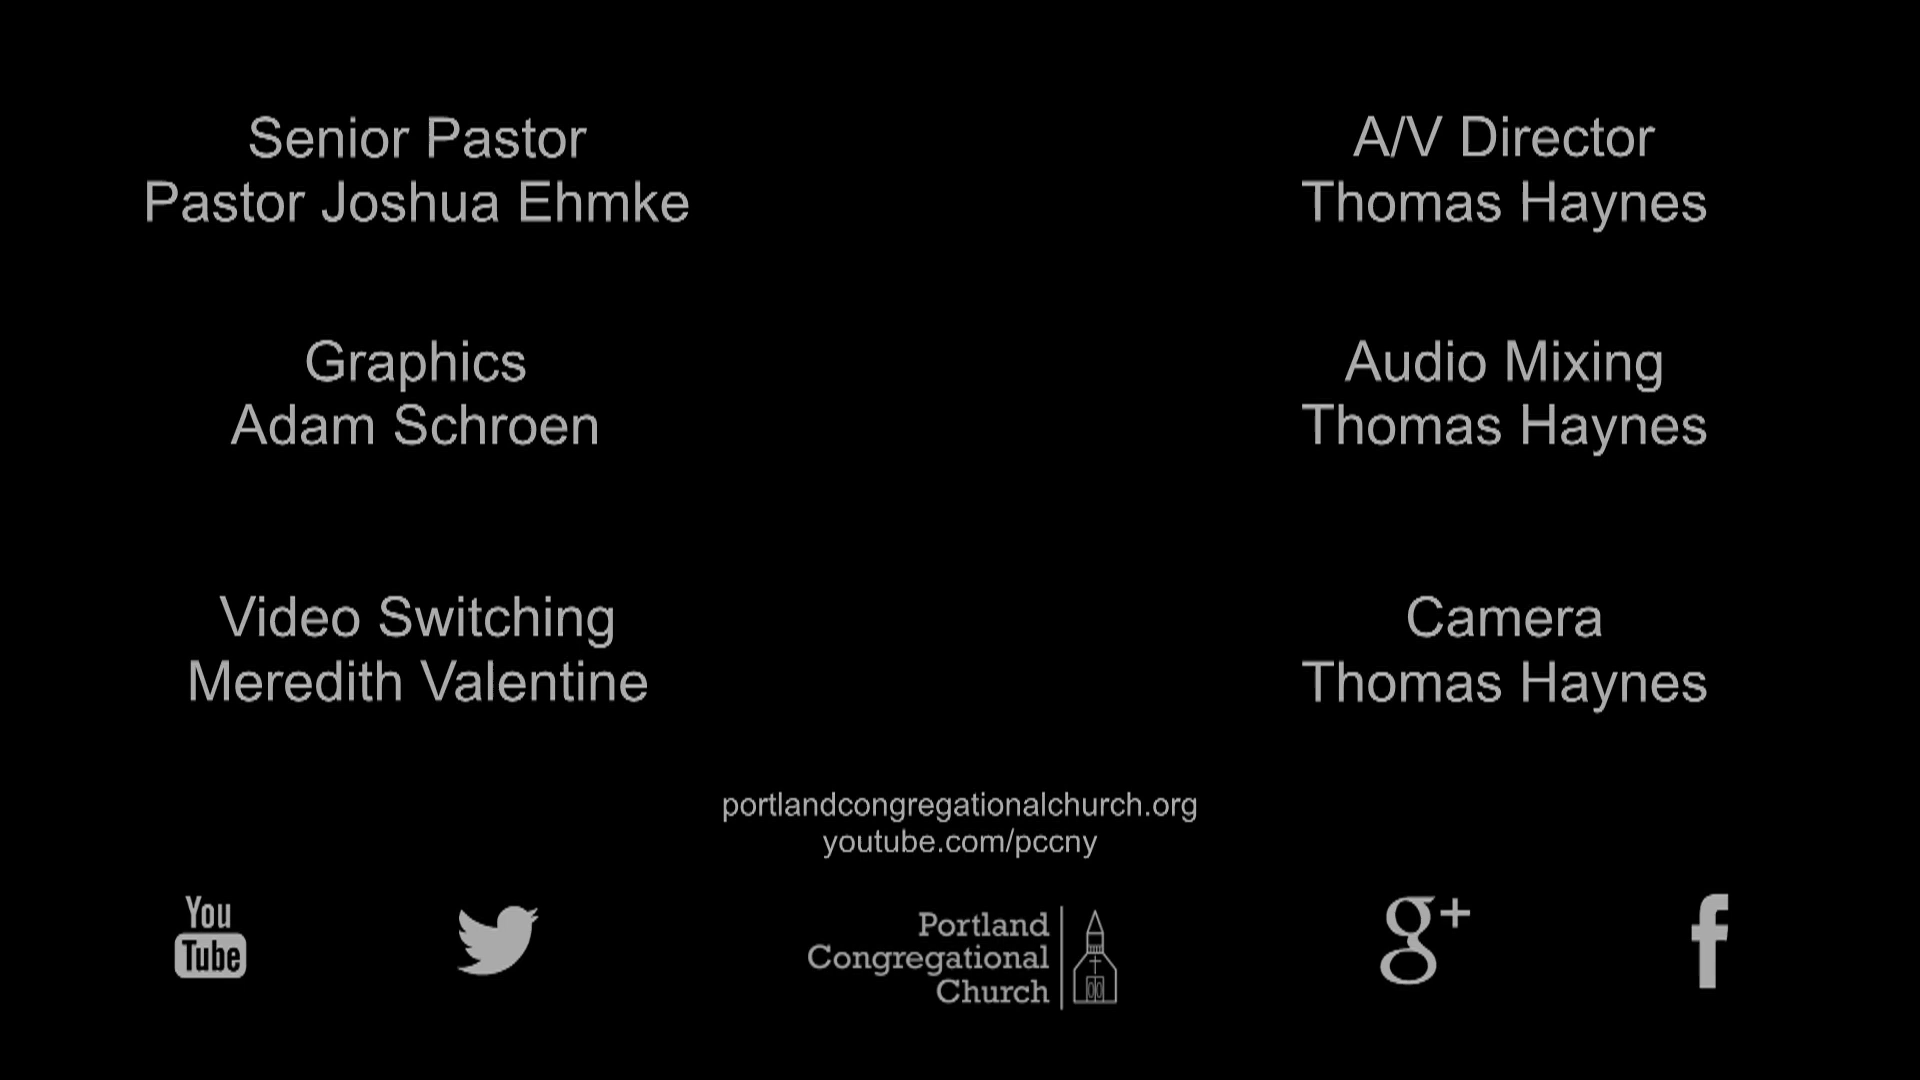 Senior Pastor
Pastor Joshua Ehmke
A/V Director
Thomas Haynes
Graphics
Adam Schroen
Audio Mixing
Thomas Haynes
Video Switching
Meredith Valentine
Camera
Thomas Haynes
portlandcongregationalchurch.org
youtube.com/pccny
You
Tube
Portland
Congregational
Church
g+
f